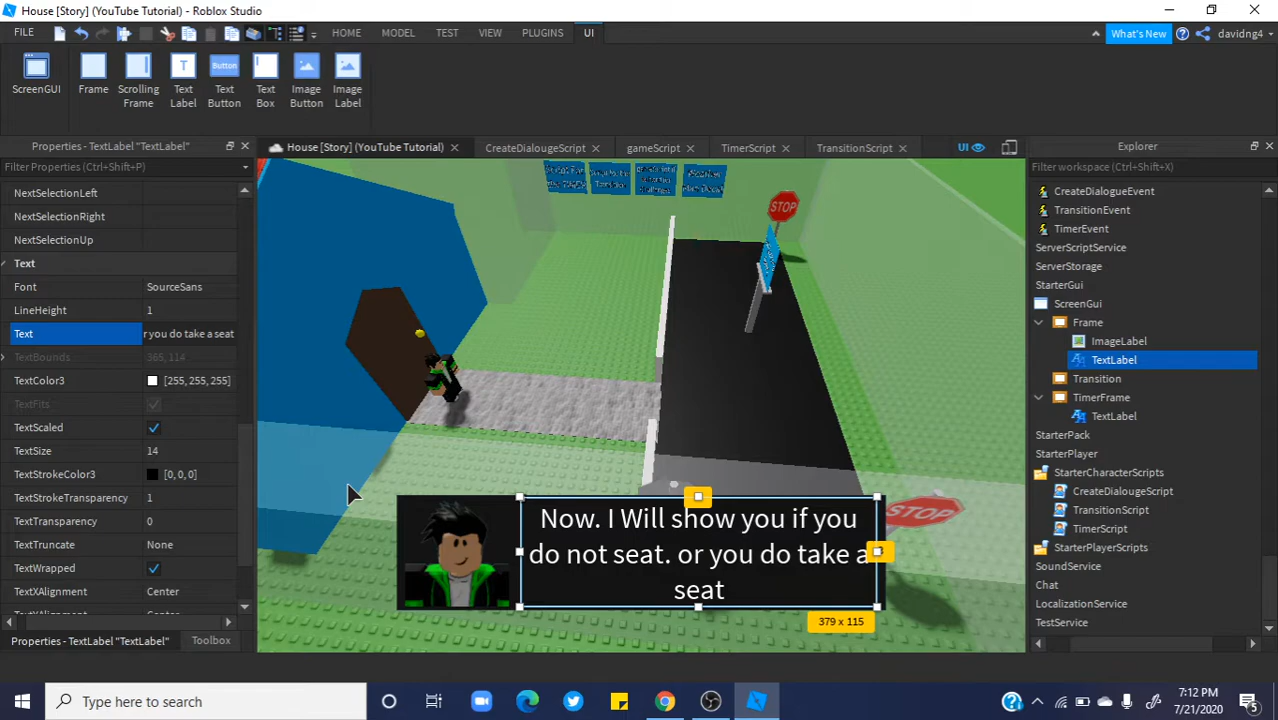 House [Story] (YouTube Tutorial) - Roblox Studio
FILE
HOME
MODEL
TEST
VIEW
PLUGINS
UI
What's New
davidng4
ScreenGUI
Frame
Scrolling
Frame
Text
Label
Text
Button
Text
Box
Image
Button
Image
Label
Button
Properties - TextLabel "TextLabel"
House [Story] (YouTube Tutorial)
CreateDialougeScript
gameScript
TimerScript
TransitionScript
UI
Explorer
Filter Properties (Ctrl+Shift+P)
NextSelectionLeft
NextSelectionRight
NextSelectionUp
Text
Font SourceSans
LineHeight 1
Text r you do take a seat
TextBounds 365, 114
TextColor3 [255,255,255]
TextFits
TextScaled
TextSize 14
TextStrokeColor3 [0,0,0]
TextStrokeTransparency 1
TextTransparency 0
TextTruncate None
TextWrapped
TextXAlignment Center
Properties - TextLabel "TextLabel"
Toolbox
STOP
STOP
Now. I Will show you if you
do not seat. or you do take a
seat
379 x 115
Filter workspace (Ctrl+Shift+X)
CreateDialogueEvent
TransitionEvent
TimerEvent
ServerScriptService
ServerStorage
StarterGui
ScreenGui
Frame
ImageLabel
TextLabel
Transition
TimerFrame
TextLabel
StarterPack
StarterPlayer
StarterCharacterScripts
CreateDialougeScript
TransitionScript
TimerScript
StarterPlayerScripts
SoundService
Chat
LocalizationService
TestService
Type here to search
7:12 PM
7/21/2020
5